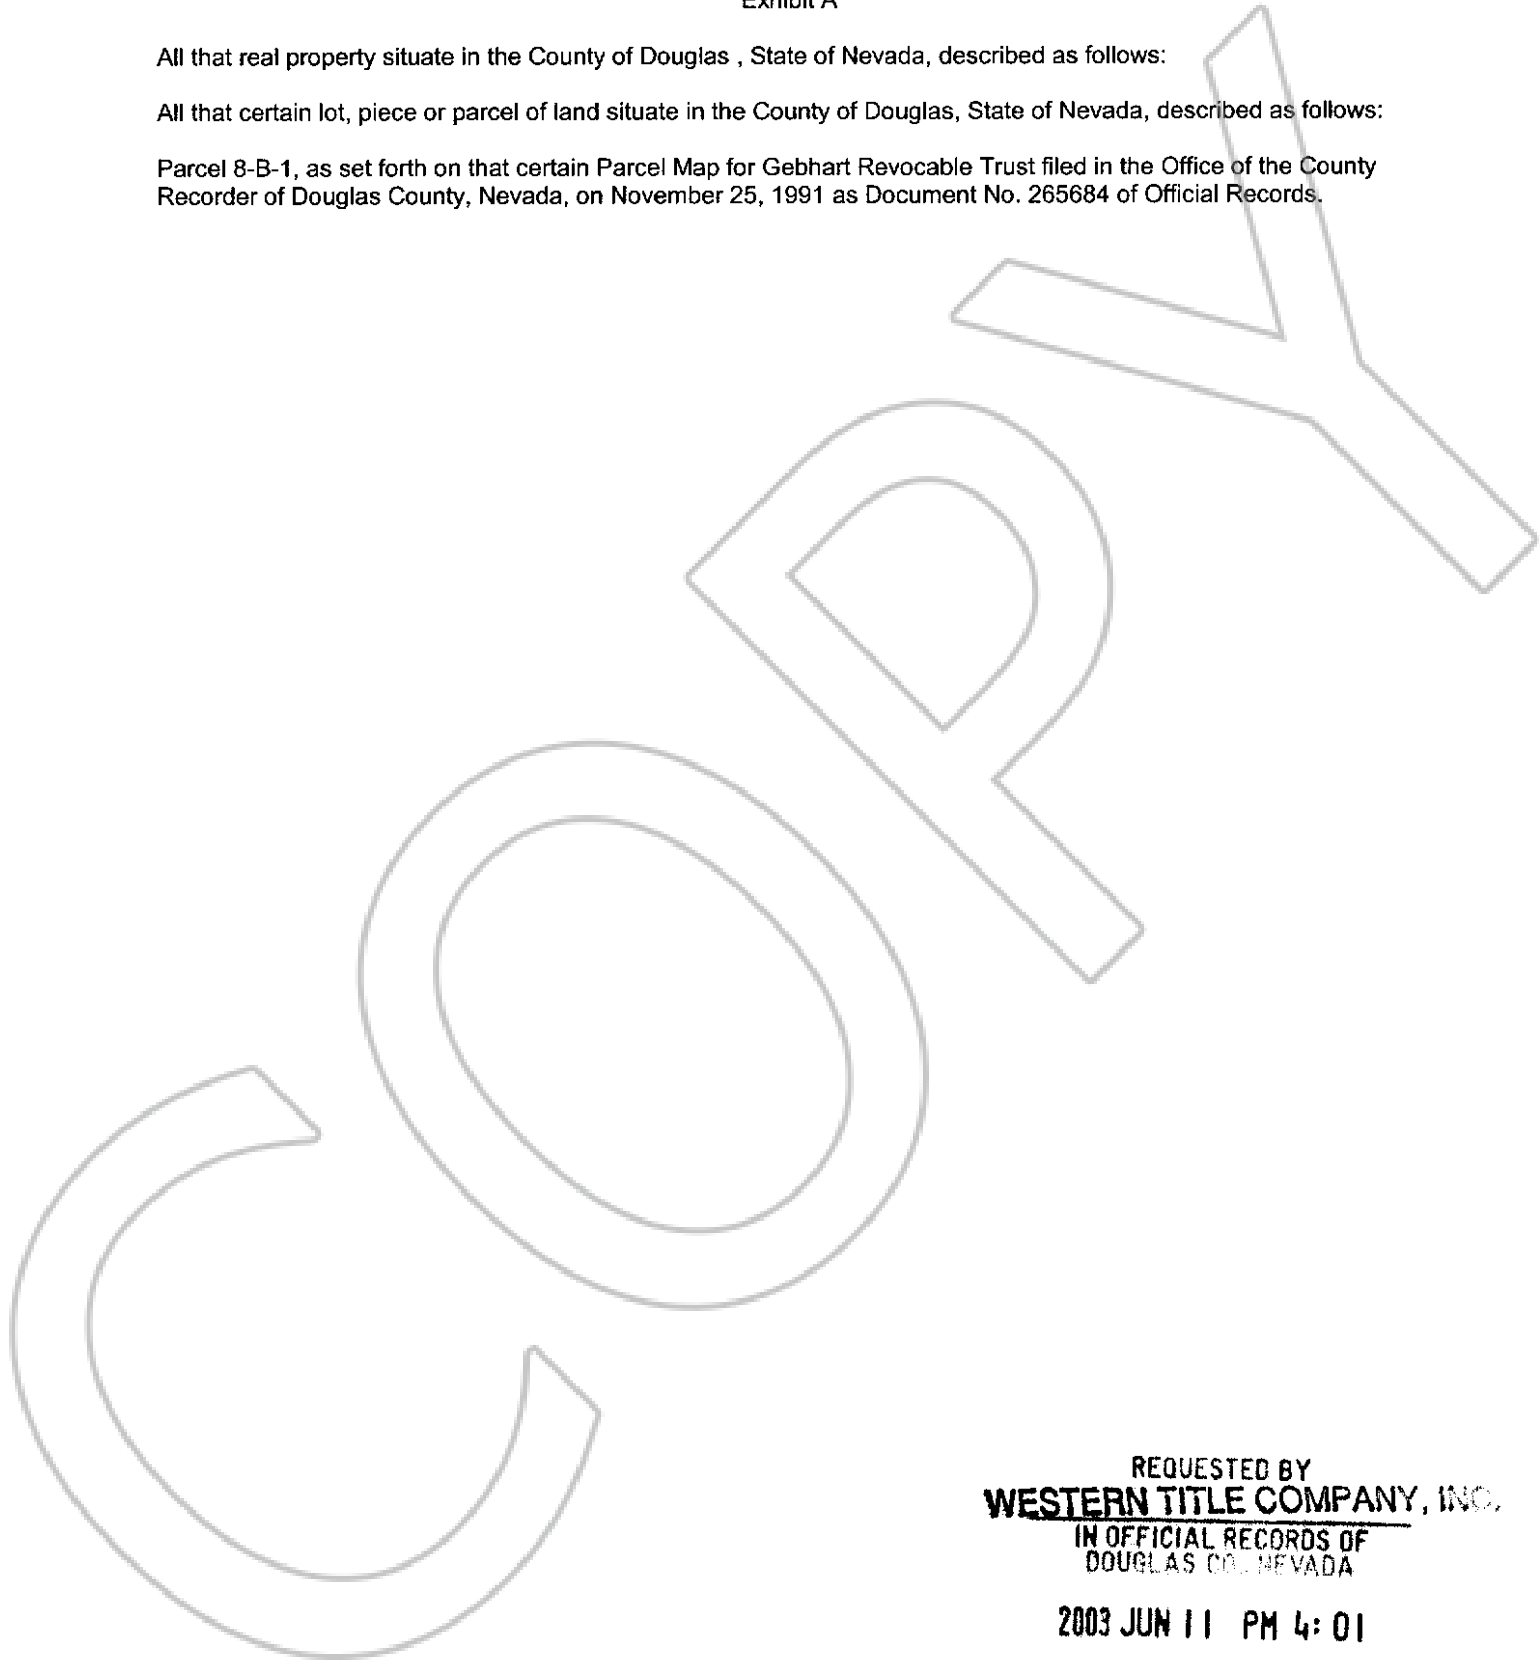 Exhibit A
All that real property situate in the County of Douglas , State of Nevada, described as follows:
All that certain lot, piece or parcel of land situate in the County of Douglas, State of Nevada, described as follows:
Parcel 8-B-1, as set forth on that certain Parcel Map for Gebhart Revocable Trust filed in the Office of the County
Recorder of Douglas County, Nevada, on November 25, 1991 as Document No. 265684 of Official Records.
COPY
REQUESTED BY
WESTERN TITLE COMPANY, INC.
IN OFFICIAL RECORDS OF
DOUGLAS CO., NEVADA
2003 JUN 11 PM 4: 01